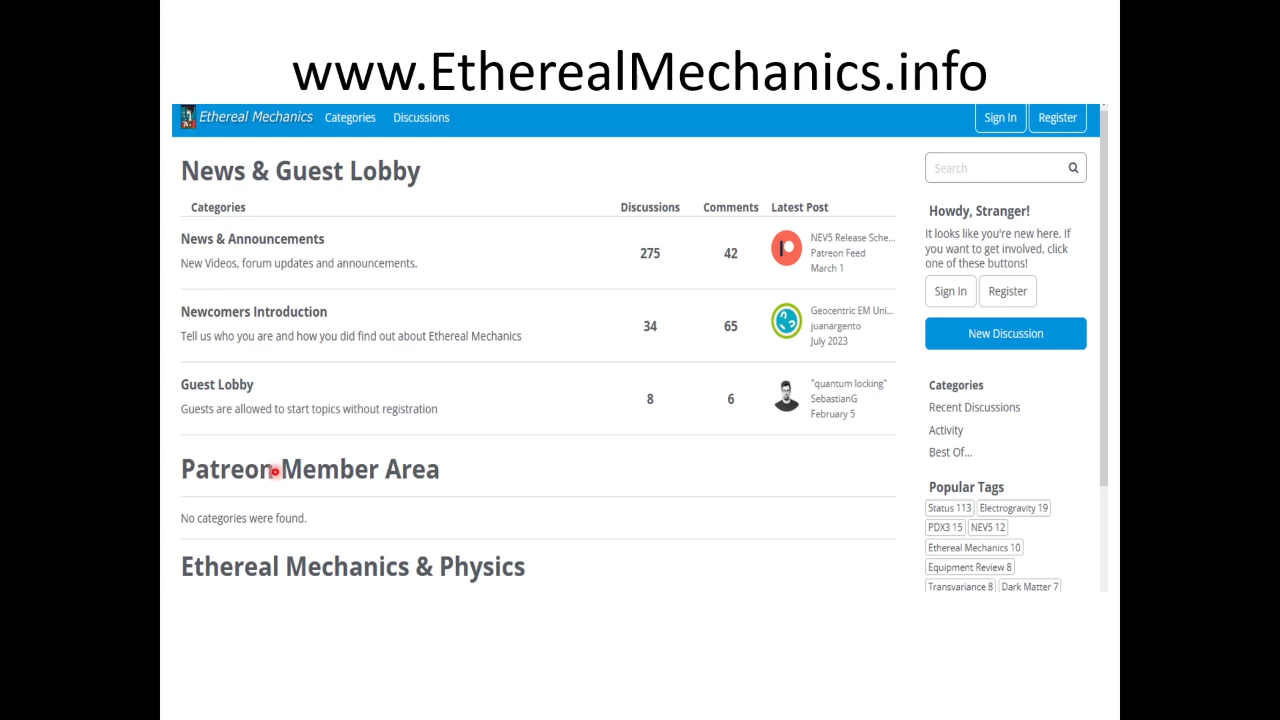 www.EtherealMechanics.info
Ethereal Mechanics Categories Discussions Sign In Register
News & Guest Lobby
Categories Discussions Comments Latest Post
News & Announcements
New Videos, forum updates and announcements.
275 42
NEV5 Release Sche...
Patreon Feed
March 1
Newcomers Introduction
Tell us who you are and how you did find out about Ethereal Mechanics
34 65
Geocentric EM Uni...
juanargento
July 2023
Guest Lobby
Guests are allowed to start topics without registration
8 6
"quantum locking"
SebastianG
February 5
Patreon Member Area
No categories were found.
Ethereal Mechanics & Physics
Search
Howdy, Stranger!
It looks like you're new here. If
you want to get involved, click
one of these buttons!
Sign In Register
New Discussion
Categories
Recent Discussions
Activity
Best Of...
Popular Tags
Status 113 Electrogravity 19
PDX3 15 NEV5 12
Ethereal Mechanics 10
Equipment Review 8
Transvariance 8 Dark Matter 7